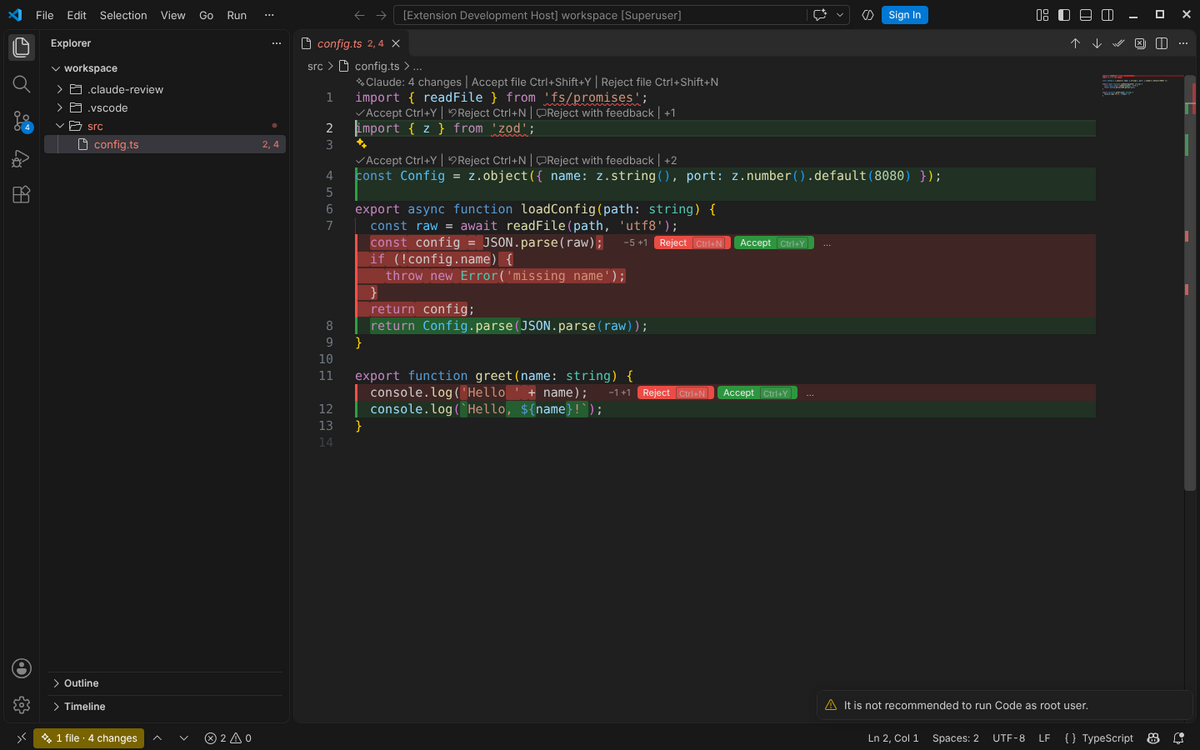 File Edit Selection View Go Run ...
[Extension Development Host] workspace [Superuser]
Sign In
Explorer
...
workspace
.claude-review
.vscode
src
config.ts 2, 4
Outline
Timeline
config.ts 2, 4
src > config.ts > ...
Claude: 4 changes | Accept file Ctrl+Shift+Y | Reject file Ctrl+Shift+N
1 import { readFile } from 'fs/promises';
Accept Ctrl+Y | Reject Ctrl+N | Reject with feedback | +1
2 import { z } from 'zod';
3
Accept Ctrl+Y | Reject Ctrl+N | Reject with feedback | +2
4 const Config = z.object({ name: z.string(), port: z.number().default(8080) });
5
6 export async function loadConfig(path: string) {
7 const raw = await readFile(path, 'utf8');
const config = JSON.parse(raw); -5 +1 Reject Ctrl+N Accept Ctrl+Y ...
if (!config.name) {
throw new Error('missing name');
}
return config;
8 return Config.parse(JSON.parse(raw));
9 }
10
11 export function greet(name: string) {
console.log('Hello ' + name); -1 +1 Reject Ctrl+N Accept Ctrl+Y ...
12 console.log(`Hello, ${name}!`);
13 }
14
It is not recommended to run Code as root user.
4
1 file · 4 changes
2 0
Ln 2, Col 1 Spaces: 2 UTF-8 LF { } TypeScript